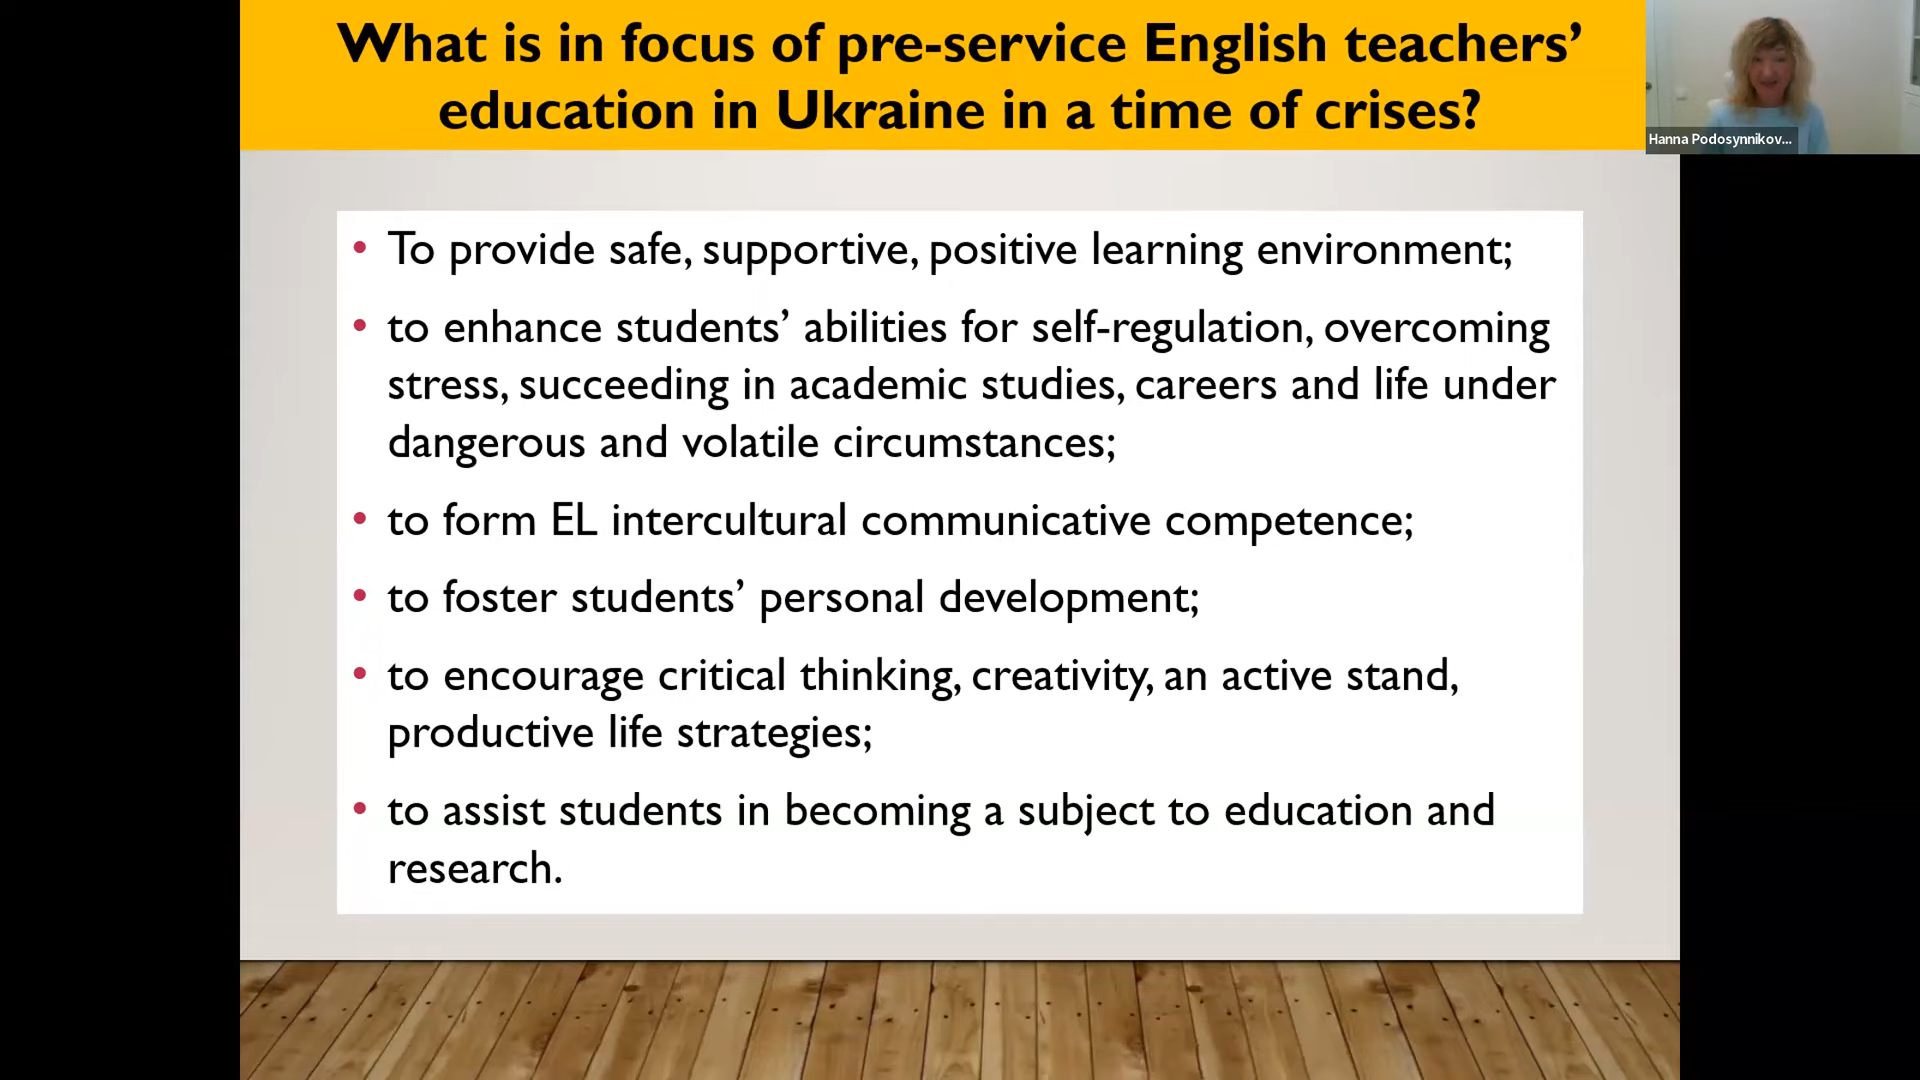 What is in focus of pre-service English teachers’
education in Ukraine in a time of crises?
Hanna Podosynnikov...
• To provide safe, supportive, positive learning environment;
• to enhance students’ abilities for self-regulation, overcoming
stress, succeeding in academic studies, careers and life under
dangerous and volatile circumstances;
• to form EL intercultural communicative competence;
• to foster students’ personal development;
• to encourage critical thinking, creativity, an active stand,
productive life strategies;
• to assist students in becoming a subject to education and
research.